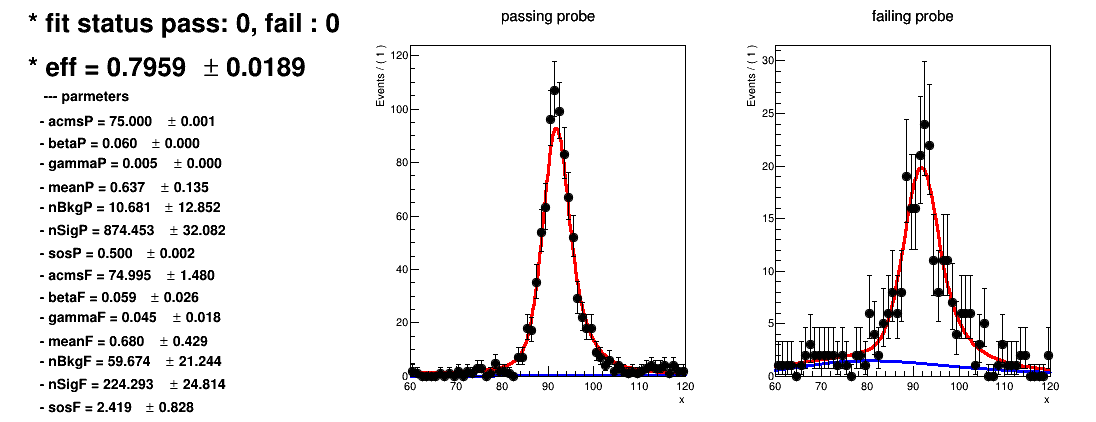 * fit status pass: 0, fail : 0
* eff = 0.7959 ± 0.0189
--- parmeters
- acmsP = 75.000 ± 0.001
- betaP = 0.060 ± 0.000
- gammaP = 0.005 ± 0.000
- meanP = 0.637 ± 0.135
- nBkgP = 10.681 ± 12.852
- nSigP = 874.453 ± 32.082
- sosP = 0.500 ± 0.002
- acmsF = 74.995 ± 1.480
- betaF = 0.059 ± 0.026
- gammaF = 0.045 ± 0.018
- meanF = 0.680 ± 0.429
- nBkgF = 59.674 ± 21.244
- nSigF = 224.293 ± 24.814
- sosF = 2.419 ± 0.828
passing probe
Events / ( 1 )
120
100
80
60
40
20
0
60 70 80 90 100 110 120
x
failing probe
Events / ( 1 )
30
25
20
15
10
5
0
60 70 80 90 100 110 120
x